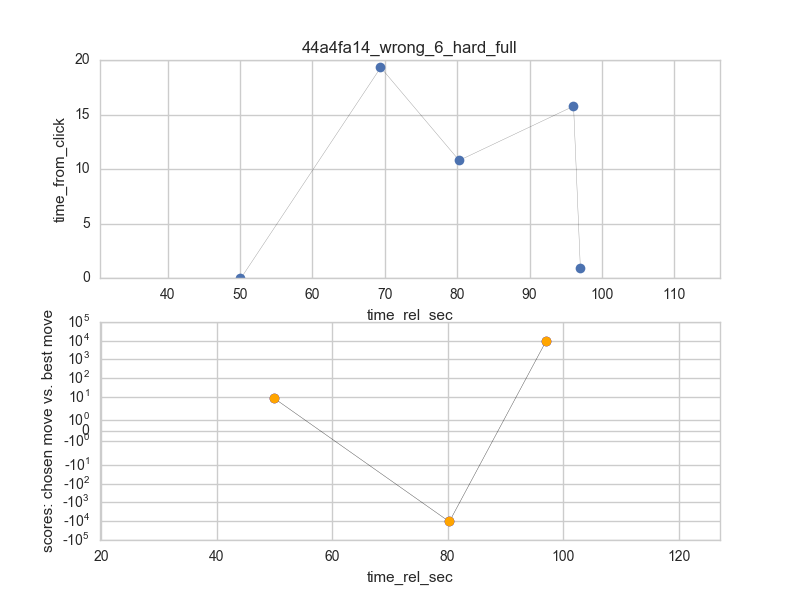 44a4fa14_wrong_6_hard_full
20
15
10
5
0
time_from_click
40 50 60 70 80 90 100 110
time_rel_sec
10^5
10^4
10^3
10^2
10^1
10^0
0
-10^0
-10^1
-10^2
-10^3
-10^4
-10^5
scores: chosen move vs. best move
20 40 60 80 100 120
time_rel_sec